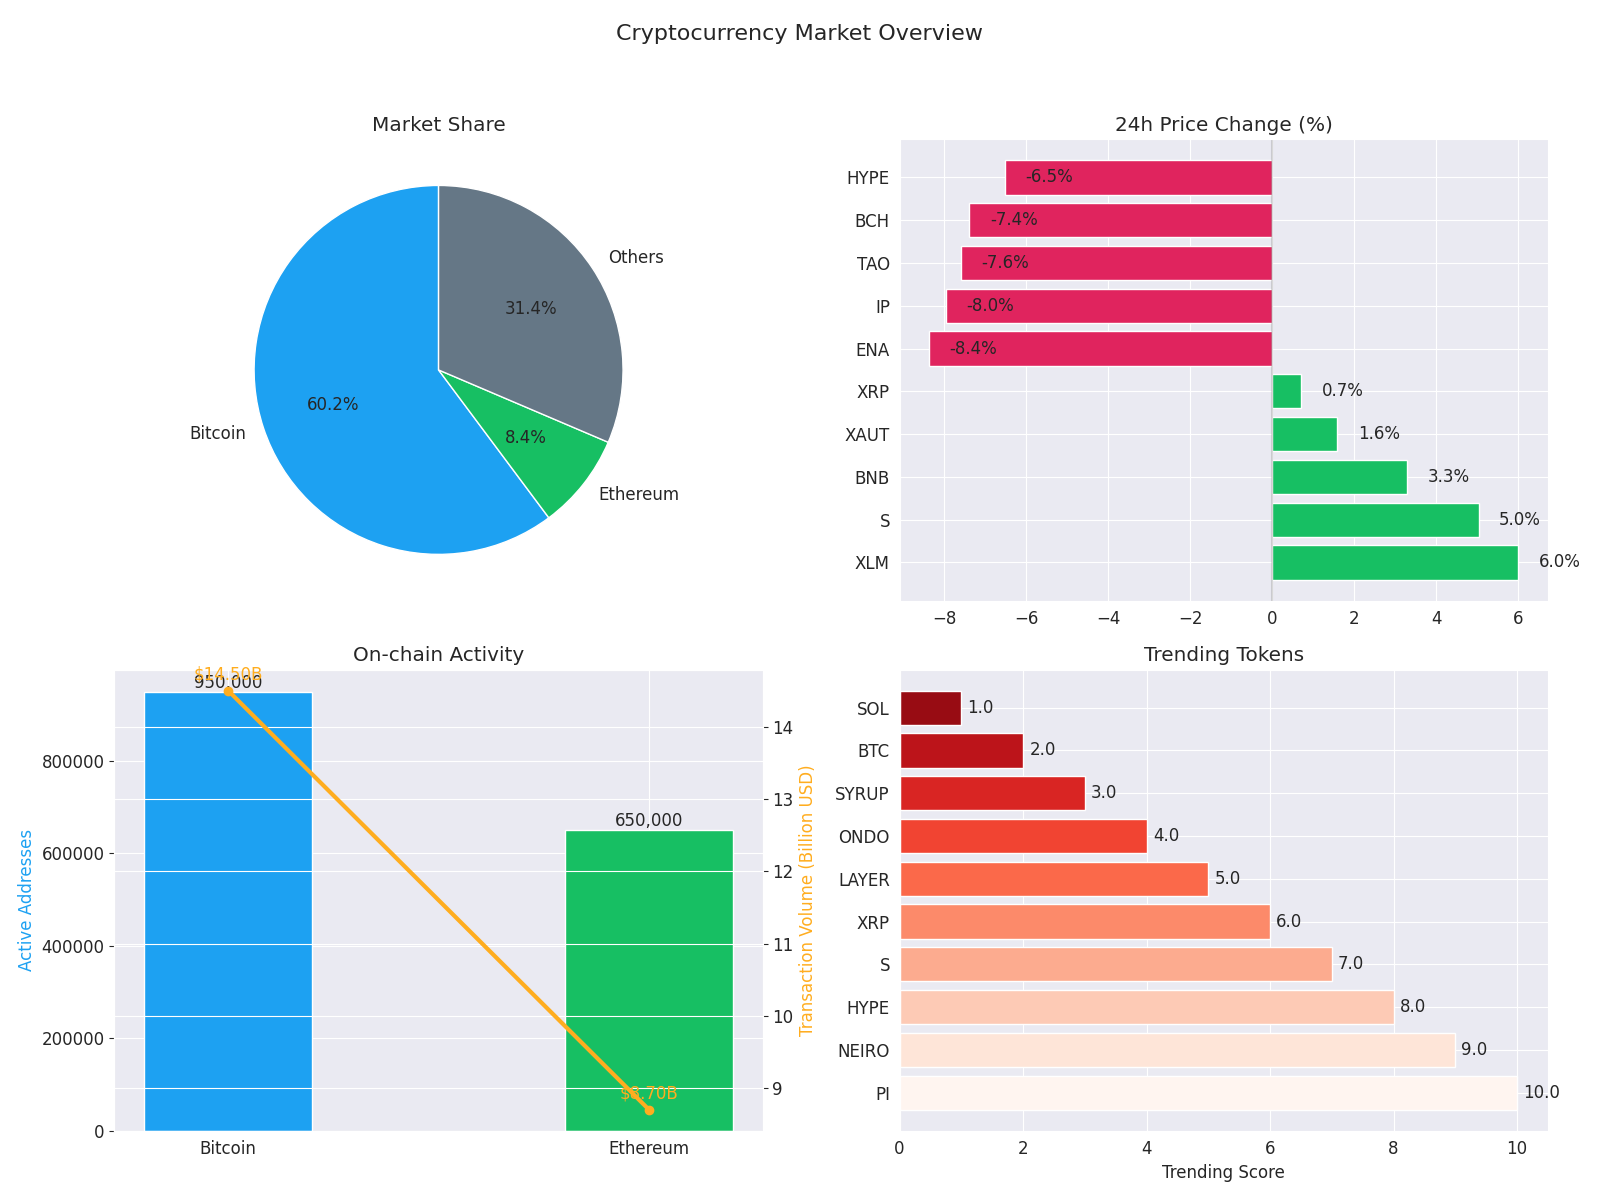 Cryptocurrency Market Overview
Market Share
Others
31.4%
60.2%
Bitcoin
8.4%
Ethereum
24h Price Change (%)
HYPE
-6.5%
BCH
-7.4%
TAO
-7.6%
IP
-8.0%
ENA
-8.4%
XRP
0.7%
XAUT
1.6%
BNB
3.3%
S
5.0%
XLM
6.0%
−8 −6 −4 −2 0 2 4 6
On-chain Activity
$14.50B
950,000
650,000
$8.70B
Active Addresses
800000
600000
400000
200000
0
Bitcoin Ethereum
14
13
12
11
10
9
Transaction Volume (Billion USD)
Trending Tokens
SOL
1.0
BTC
2.0
SYRUP
3.0
ONDO
4.0
LAYER
5.0
XRP
6.0
S
7.0
HYPE
8.0
NEIRO
9.0
PI
10.0
0 2 4 6 8 10
Trending Score